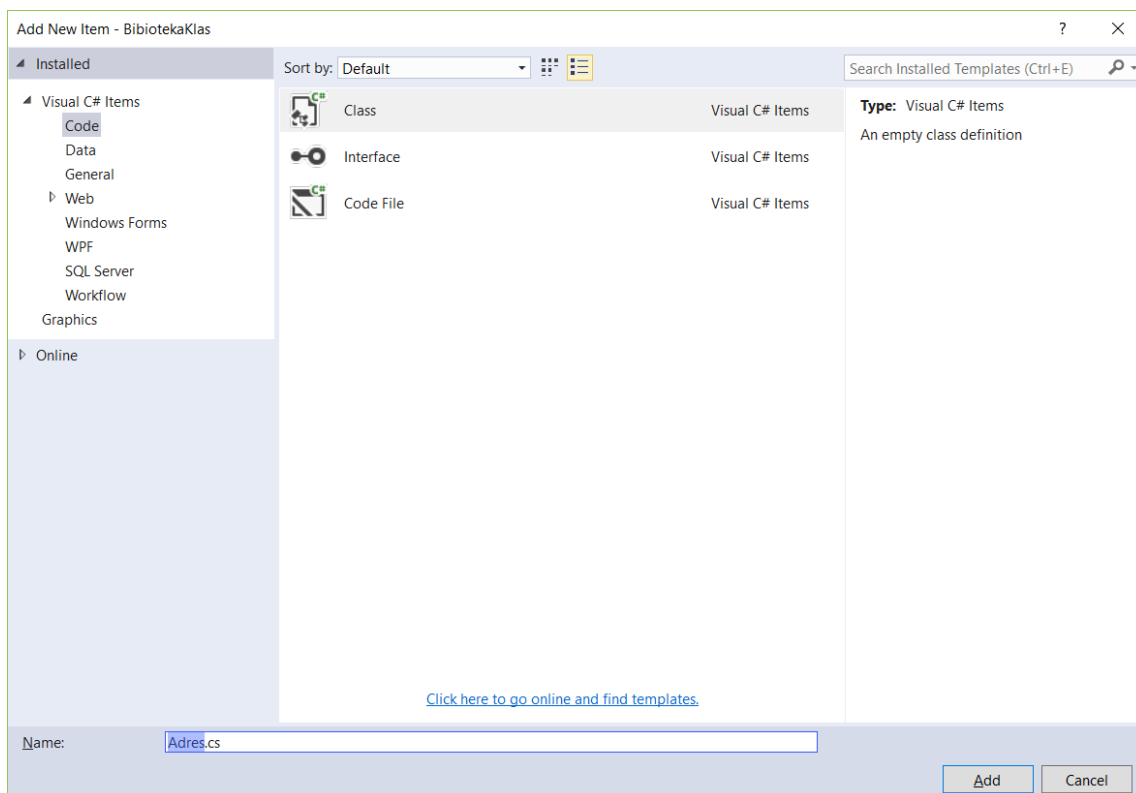 Add New Item - BibiotekaKlas
?
Installed
Sort by: Default
Search Installed Templates (Ctrl+E)
Visual C# Items
Code
Data
General
Web
Windows Forms
WPF
SQL Server
Workflow
Graphics
Online
C# Class Visual C# Items
Interface Visual C# Items
C# Code File Visual C# Items
Type: Visual C# Items
An empty class definition
Click here to go online and find templates.
Name: Adres.cs
Add Cancel